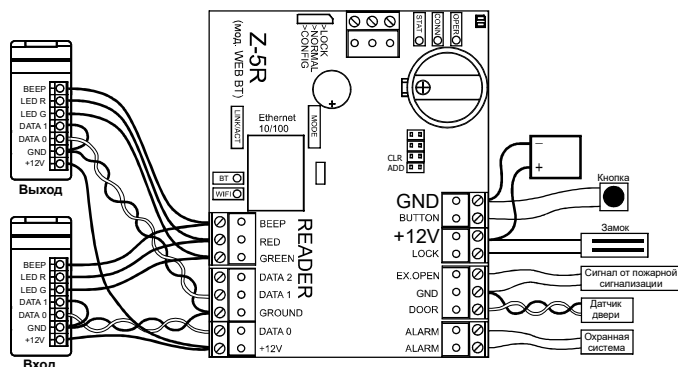 BEEP
LED R
LED G
DATA 1
DATA 0
GND
+12V
Выход
BEEP
LED R
LED G
DATA 1
DATA 0
GND
+12V
Вход
Z-5R
(мод. WEB BT)
>LOCK
>NORMAL
>CONFIG
STAT
CONN
OPER
LINK/ACT
Ethernet
10/100
MODE
BT
WIFI
CLR
ADD
READER
BEEP
RED
GREEN
DATA 2
DATA 1
GROUND
DATA 0
+12V
GND
BUTTON
+12V
LOCK
EX.OPEN
GND
DOOR
ALARM
ALARM
–
+
Кнопка
Замок
Сигнал от пожарной
сигнализации
Датчик
двери
Охранная
система